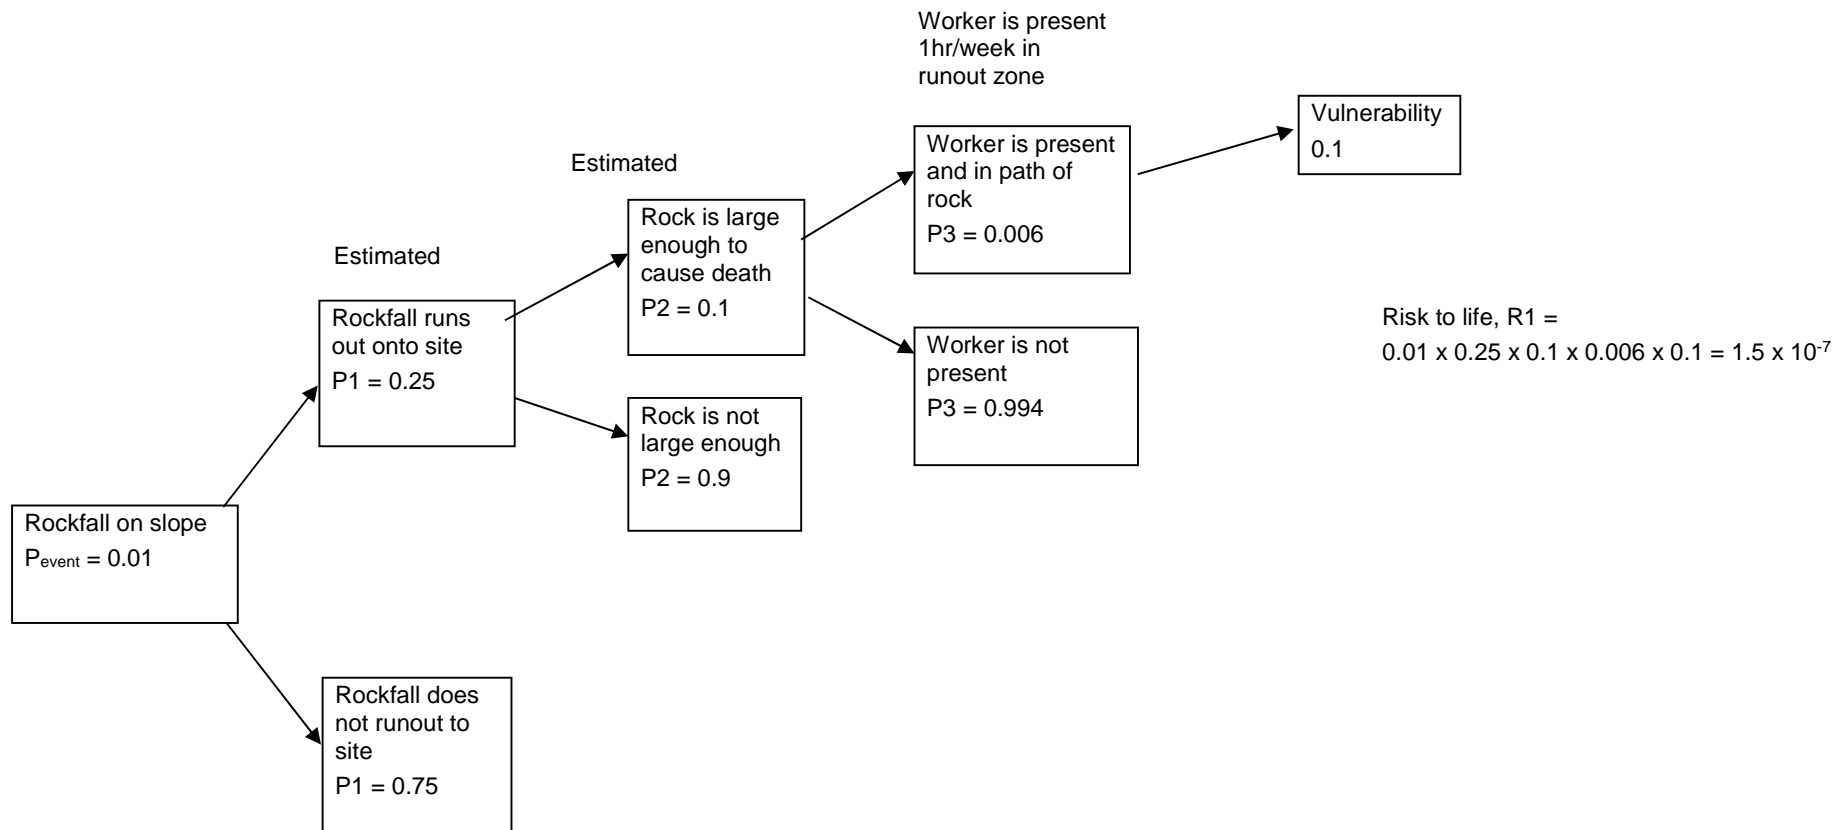 Worker is present
1hr/week in
runout zone
Vulnerability
0.1
Worker is present
and in path of
rock
P3 = 0.006
Estimated
Rock is large
enough to
cause death
P2 = 0.1
Estimated
Rockfall runs
out onto site
P1 = 0.25
Risk to life, R1 =
0.01 x 0.25 x 0.1 x 0.006 x 0.1 = 1.5 x 10⁻⁷
Worker is not
present
P3 = 0.994
Rock is not
large enough
P2 = 0.9
Rockfall on slope
Pevent = 0.01
Rockfall does
not runout to
site
P1 = 0.75